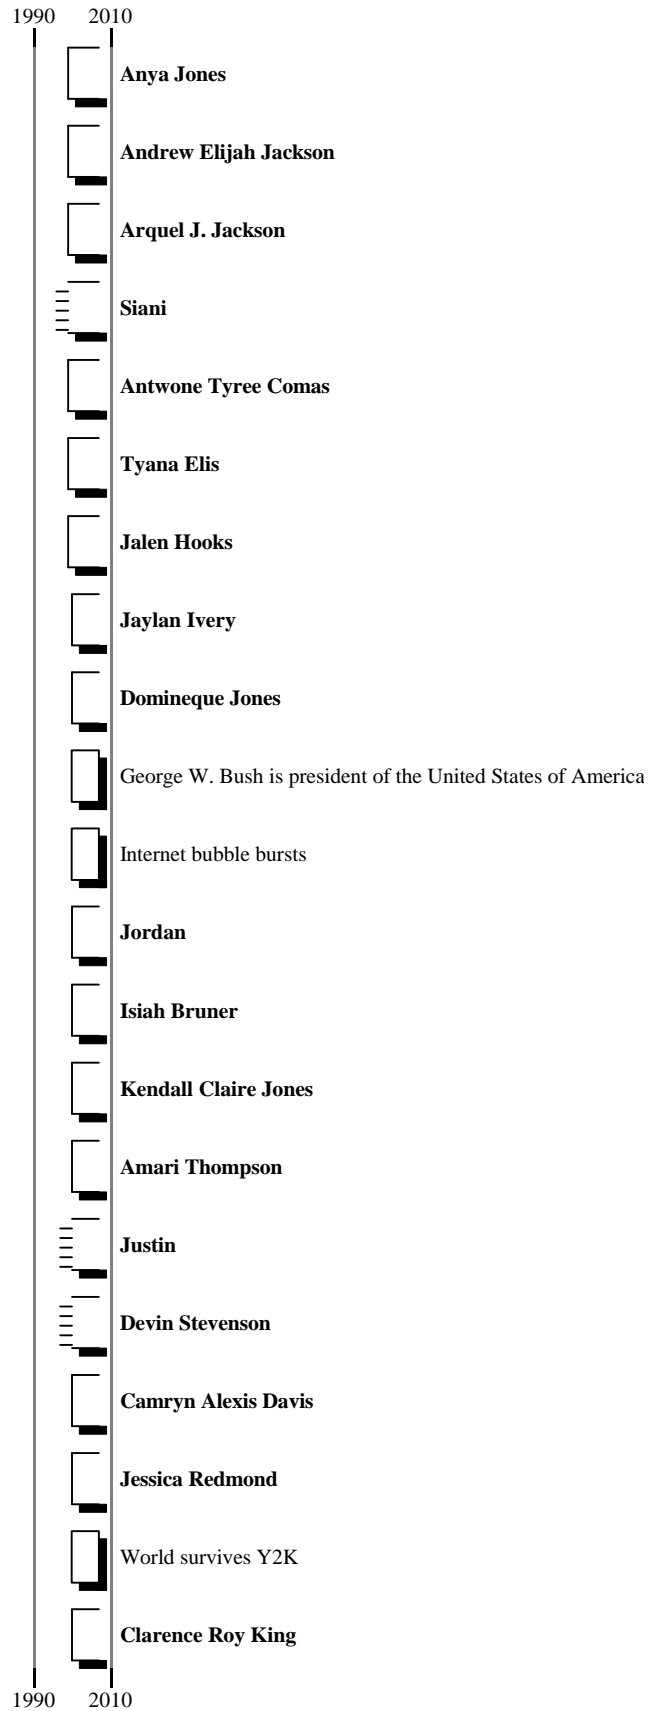 1990 2010
Anya Jones
Andrew Elijah Jackson
Arquel J. Jackson
Siani
Antwone Tyree Comas
Tyana Elis
Jalen Hooks
Jaylan Ivery
Domineque Jones
George W. Bush is president of the United States of America
Internet bubble bursts
Jordan
Isiah Bruner
Kendall Claire Jones
Amari Thompson
Justin
Devin Stevenson
Camryn Alexis Davis
Jessica Redmond
World survives Y2K
Clarence Roy King
1990 2010